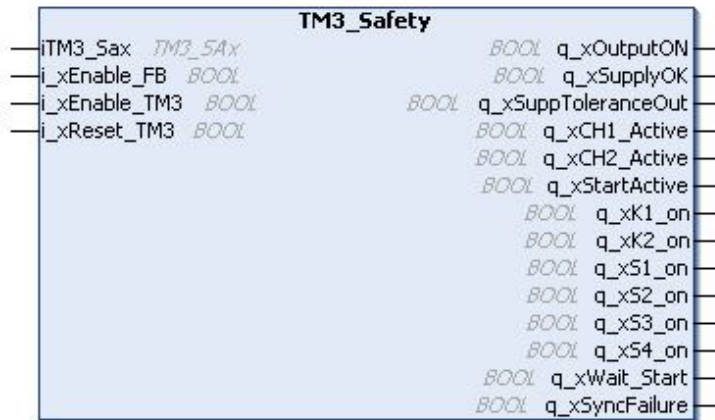 TM3_Safety
iTM3_Sax TM3_SAx BOOL q_xOutputON
i_xEnable_FB BOOL BOOL q_xSupplyOK
i_xEnable_TM3 BOOL BOOL q_xSuppToleranceOut
i_xReset_TM3 BOOL BOOL q_xCH1_Active
BOOL q_xCH2_Active
BOOL q_xStartActive
BOOL q_xK1_on
BOOL q_xK2_on
BOOL q_xS1_on
BOOL q_xS2_on
BOOL q_xS3_on
BOOL q_xS4_on
BOOL q_xWait_Start
BOOL q_xSyncFailure